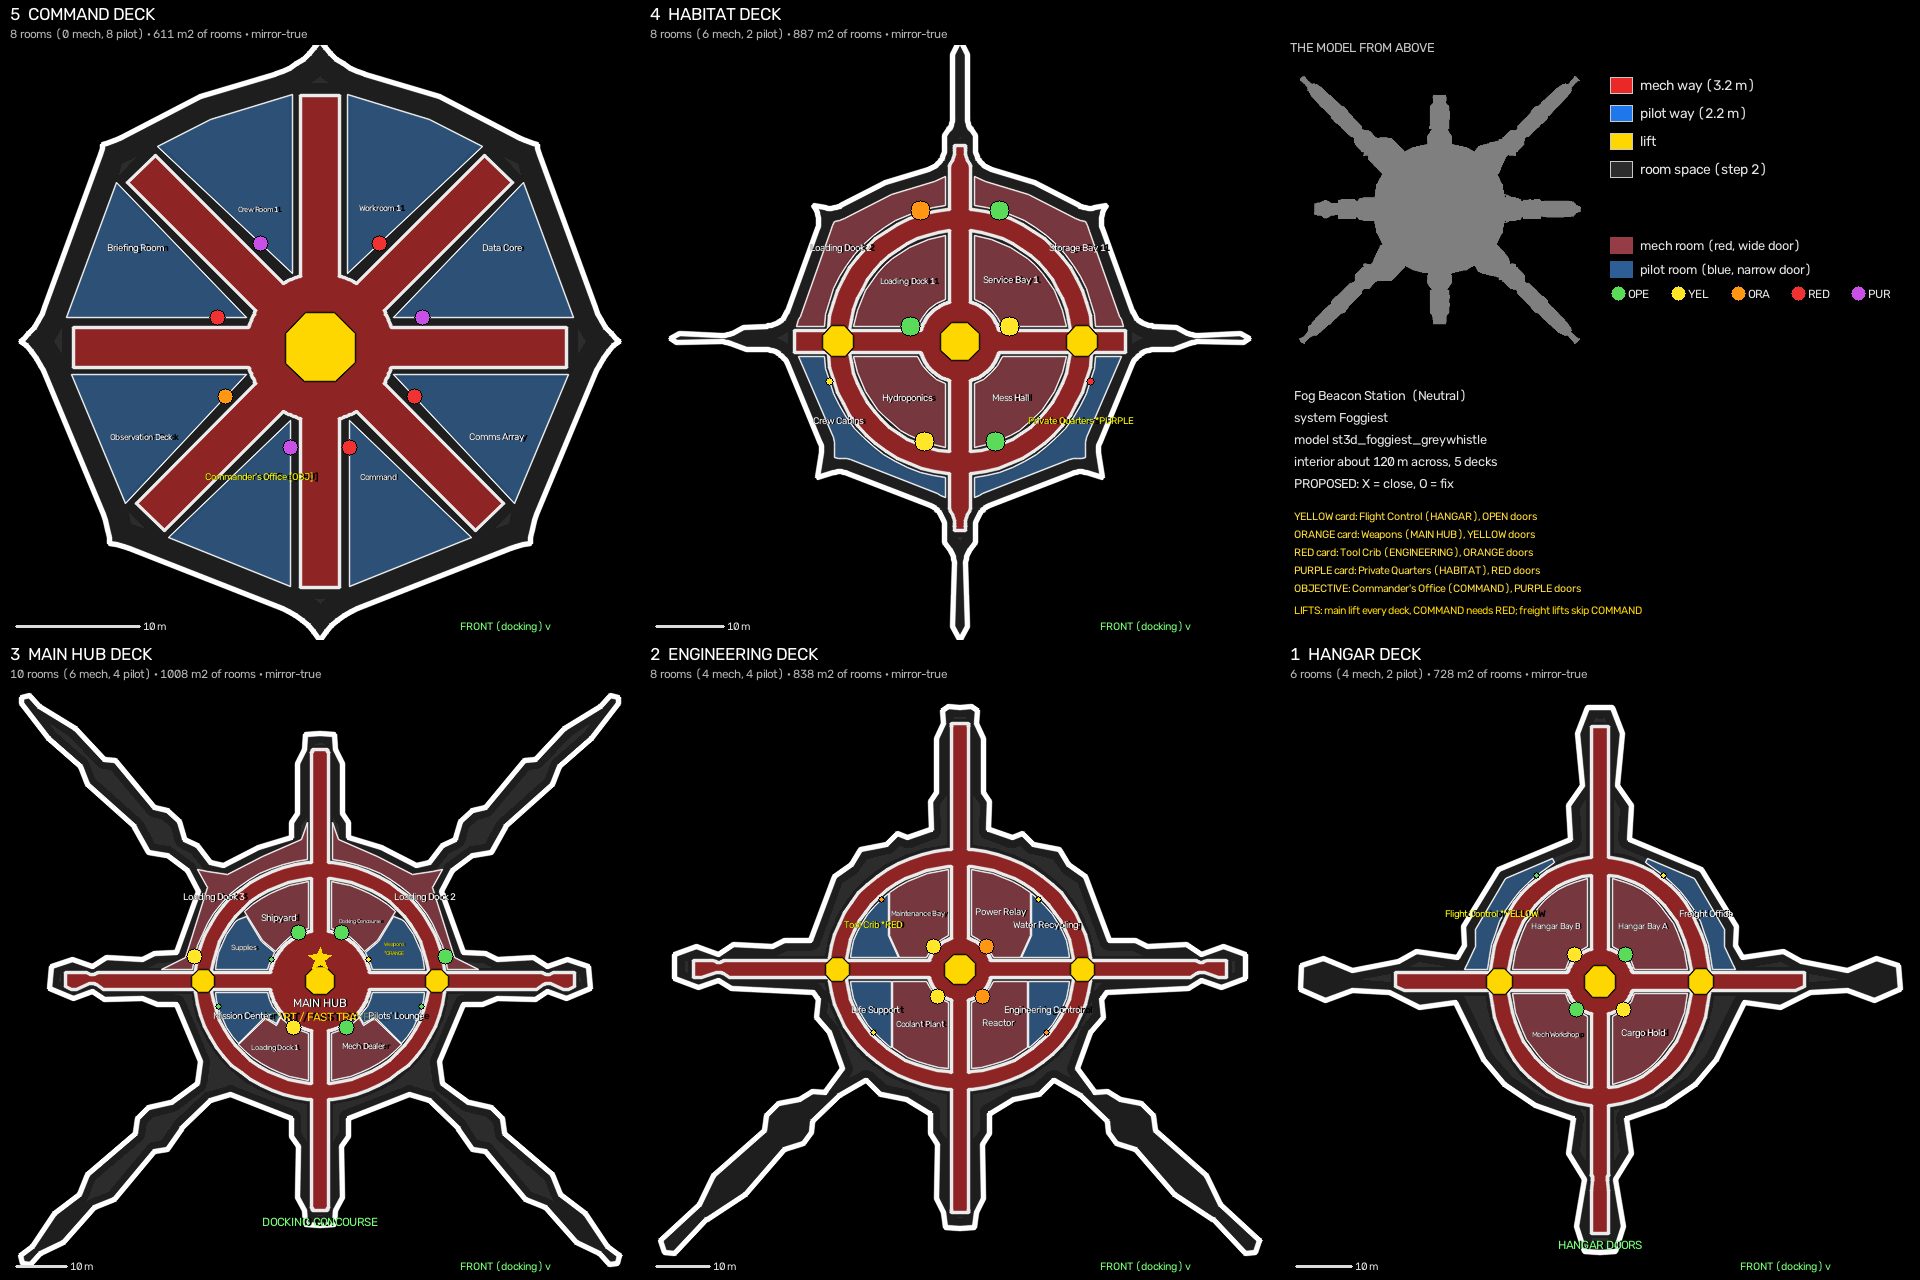 5 COMMAND DECK
8 rooms (0 mech, 8 pilot) · 611 m2 of rooms · mirror-true
Crew Room 1
Workroom 1
Briefing Room
Data Core
Observation Deck
Comms Array
Commander's Office [OBJ]
Command
10 m
FRONT (docking) v
4 HABITAT DECK
8 rooms (6 mech, 2 pilot) · 887 m2 of rooms · mirror-true
Loading Dock 2
Storage Bay 1
Loading Dock 1
Service Bay 1
Hydroponics
Mess Hall
Crew Cabins
Private Quarters *PURPLE
10 m
FRONT (docking) v
THE MODEL FROM ABOVE
mech way (3.2 m)
pilot way (2.2 m)
lift
room space (step 2)
mech room (red, wide door)
pilot room (blue, narrow door)
OPE YEL ORA RED PUR
Fog Beacon Station (Neutral)
system Foggiest
model st3d_foggiest_greywhistle
interior about 120 m across, 5 decks
PROPOSED: X = close, O = fix
YELLOW card: Flight Control (HANGAR), OPEN doors
ORANGE card: Weapons (MAIN HUB), YELLOW doors
RED card: Tool Crib (ENGINEERING), ORANGE doors
PURPLE card: Private Quarters (HABITAT), RED doors
OBJECTIVE: Commander's Office (COMMAND), PURPLE doors
LIFTS: main lift every deck, COMMAND needs RED; freight lifts skip COMMAND
3 MAIN HUB DECK
10 rooms (6 mech, 4 pilot) · 1008 m2 of rooms · mirror-true
Loading Dock 3
Loading Dock 2
Shipyard
Docking Concourse
Supplies
Weapons
*ORANGE
MAIN HUB
Mission Center
ART / FAST TRA
Pilots' Lounge
Loading Dock 1
Mech Dealer
DOCKING CONCOURSE
10 m
FRONT (docking) v
2 ENGINEERING DECK
8 rooms (4 mech, 4 pilot) · 838 m2 of rooms · mirror-true
Maintenance Bay
Power Relay
Tool Crib *RED
Water Recycling
Life Support
Engineering Control
Coolant Plant
Reactor
10 m
FRONT (docking) v
1 HANGAR DECK
6 rooms (4 mech, 2 pilot) · 728 m2 of rooms · mirror-true
Flight Control *YELLOW
Freight Office
Hangar Bay B
Hangar Bay A
Mech Workshop
Cargo Hold
HANGAR DOORS
10 m
FRONT (docking) v